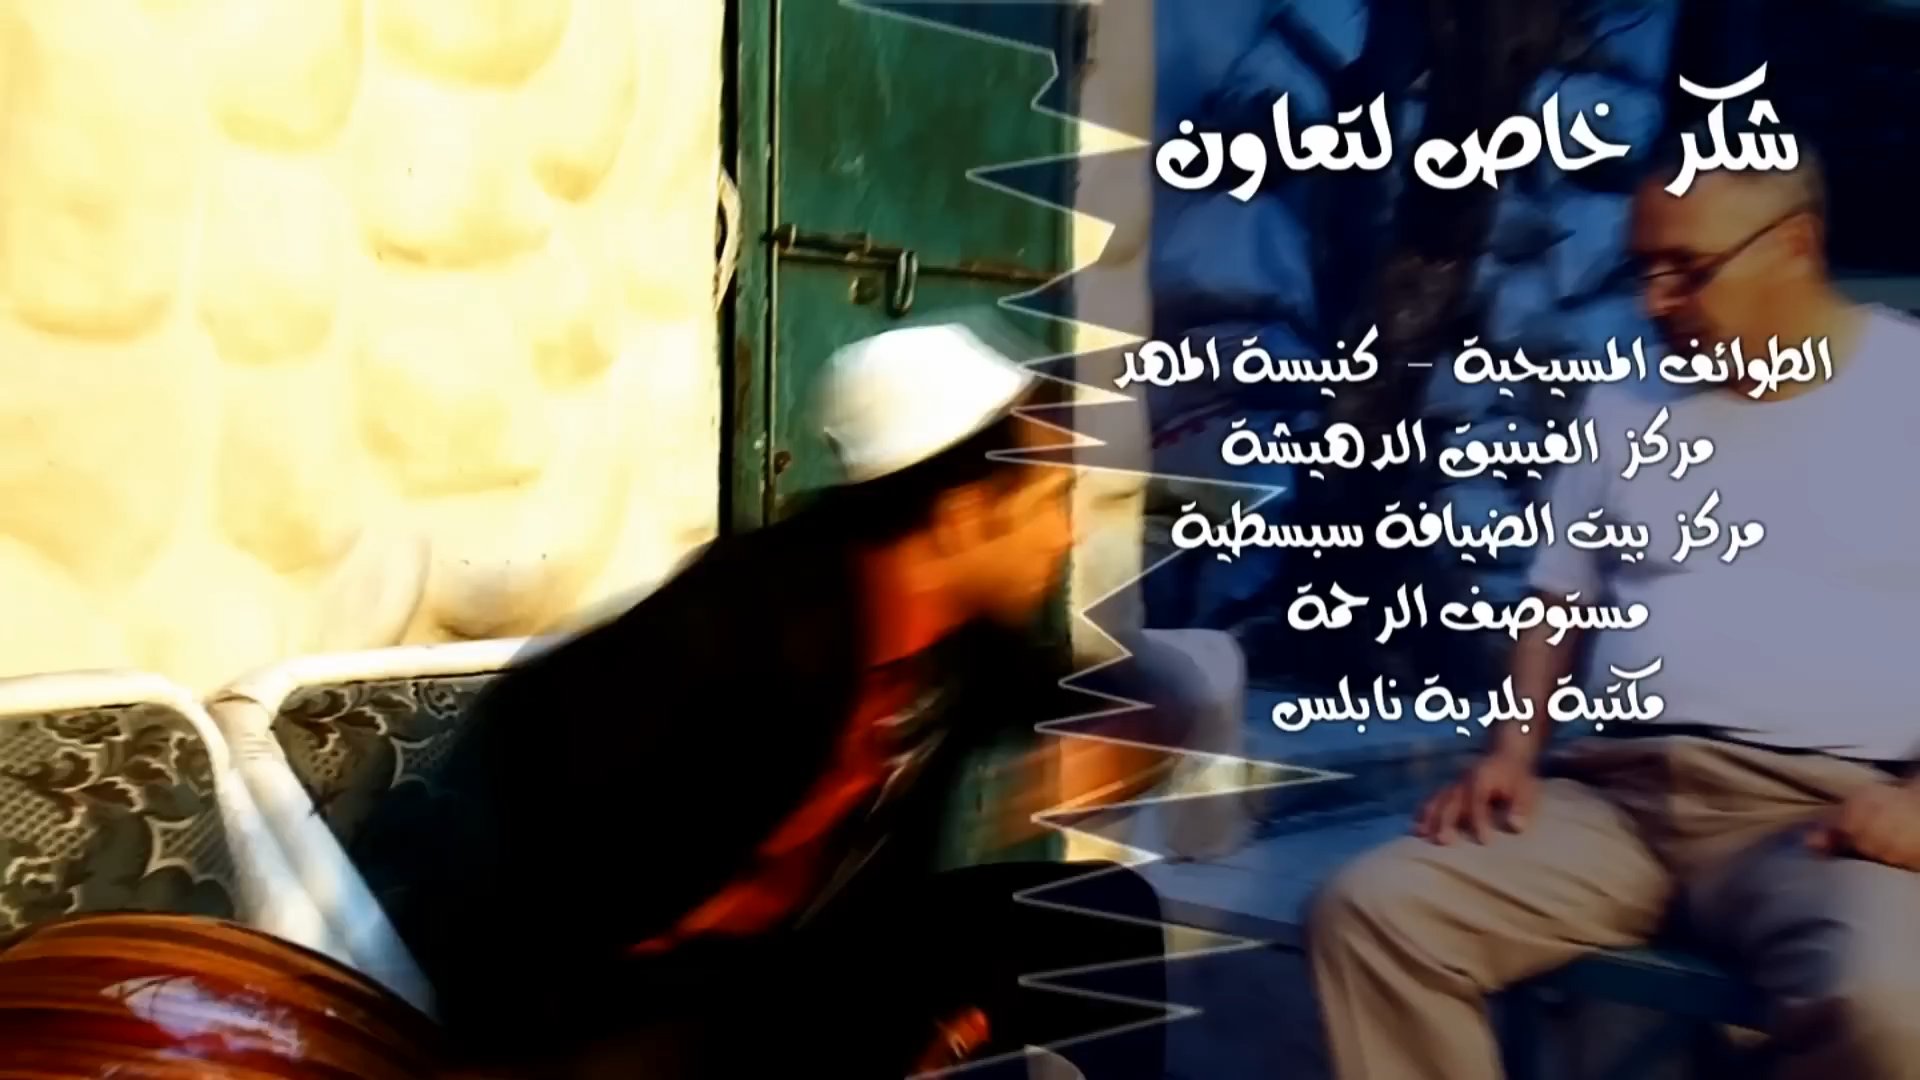 شكر خاص لتعاون
الطوائف المسيحية - كنيسة المهد
مركز الفينيق الدهيشة
مركز بيت الضيافة سبسطية
مستوصف الرحمة
مكتبة بلدية نابلس